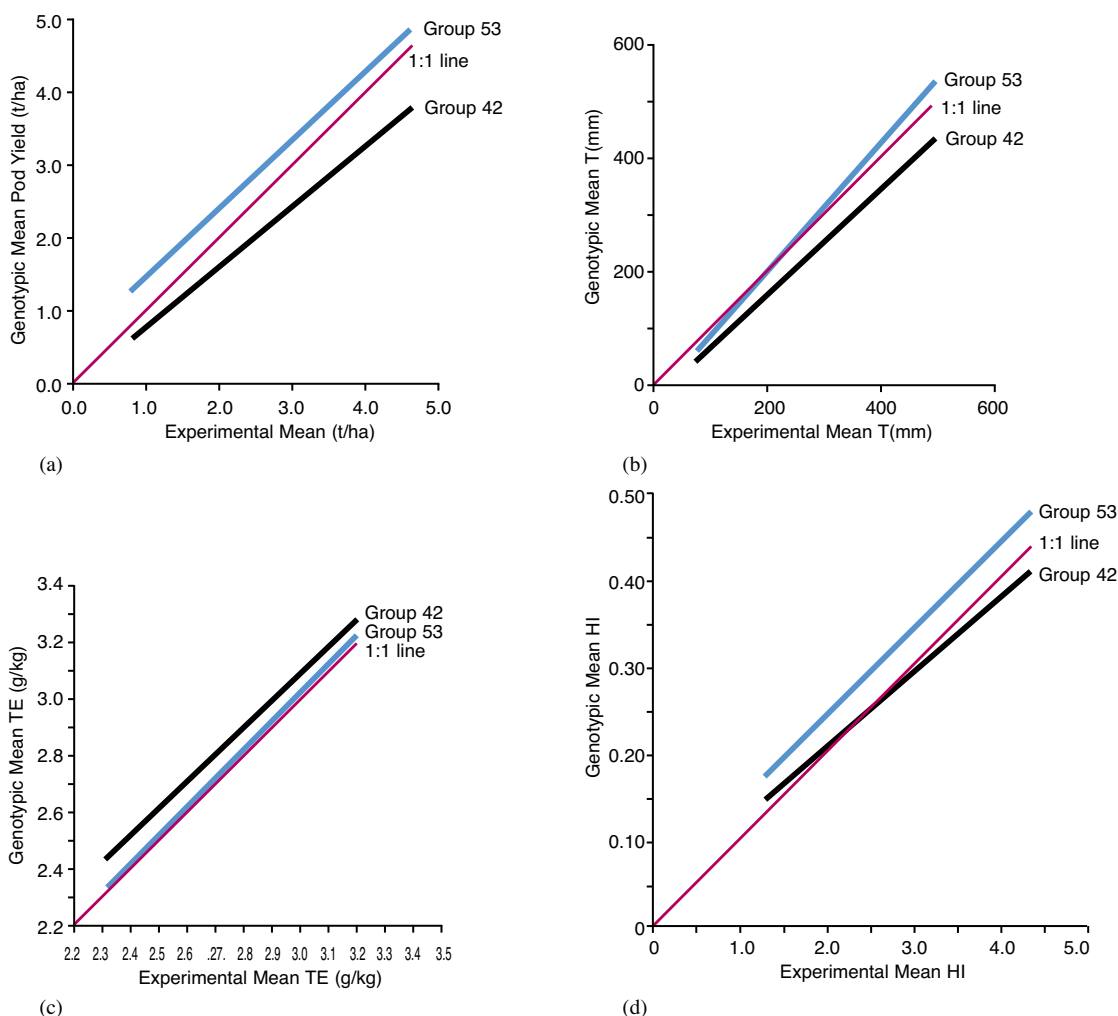 5.0
Group 53
1:1 line
4.0
Group 42
3.0
2.0
1.0
0.0
Genotypic Mean Pod Yield (t/ha)
0.0 1.0 2.0 3.0 4.0 5.0
Experimental Mean (t/ha)
(a)
600
Group 53
1:1 line
Group 42
400
200
0
Genotypic Mean T(mm)
0 200 400 600
Experimental Mean T(mm)
(b)
3.4
Group 42
Group 53
1:1 line
3.2
3.0
2.8
2.6
2.4
2.2
Genotypic Mean TE (g/kg)
2.2 2.3 2.4 2.5 2.6 .27. 2.8 2.9 3.0 3.1 3.2 3.4 3.5
Experimental Mean TE (g/kg)
(c)
0.50
Group 53
1:1 line
Group 42
0.40
0.30
0.20
0.10
0
Genotypic Mean HI
0 1.0 2.0 3.0 4.0 5.0
Experimental Mean HI
(d)